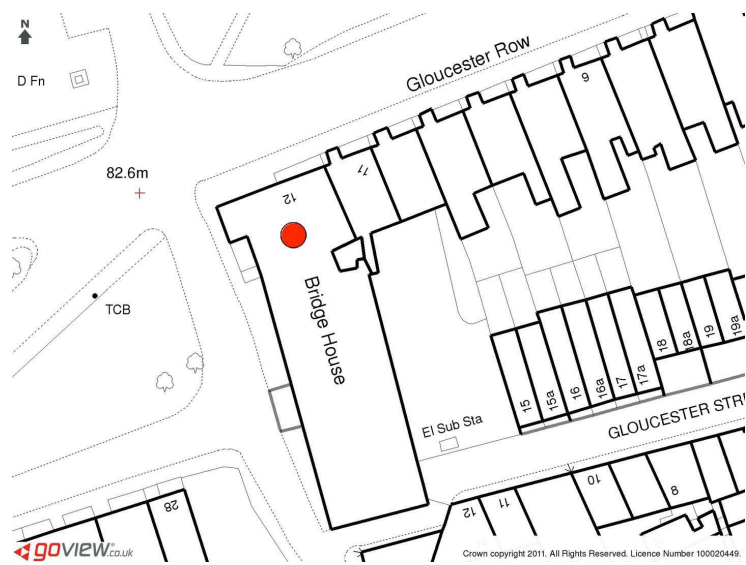 N
D Fn
Gloucester Row
9
82.6m
11
12
Bridge House
TCB
18
18a
19
19a
15
15a
16
16a
17
17a
El Sub Sta
GLOUCESTER STRE
10
8
11
12
28
goview.co.uk
Crown copyright 2011. All Rights Reserved. Licence Number 100020449.